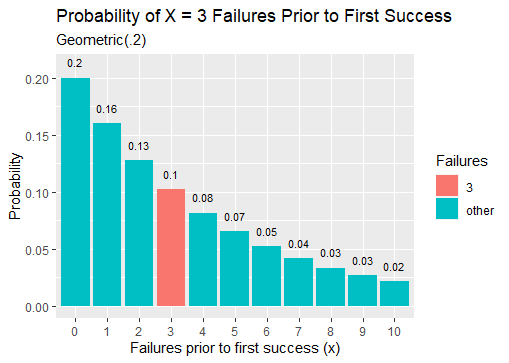 Probability of X = 3 Failures Prior to First Success
Geometric(.2)
0.2
0.16
0.13
0.1
0.08
0.07
0.05
0.04
0.03
0.03
0.02
0.20
0.15
0.10
0.05
0.00
Probability
0 1 2 3 4 5 6 7 8 9 10
Failures prior to first success (x)
Failures
3
other